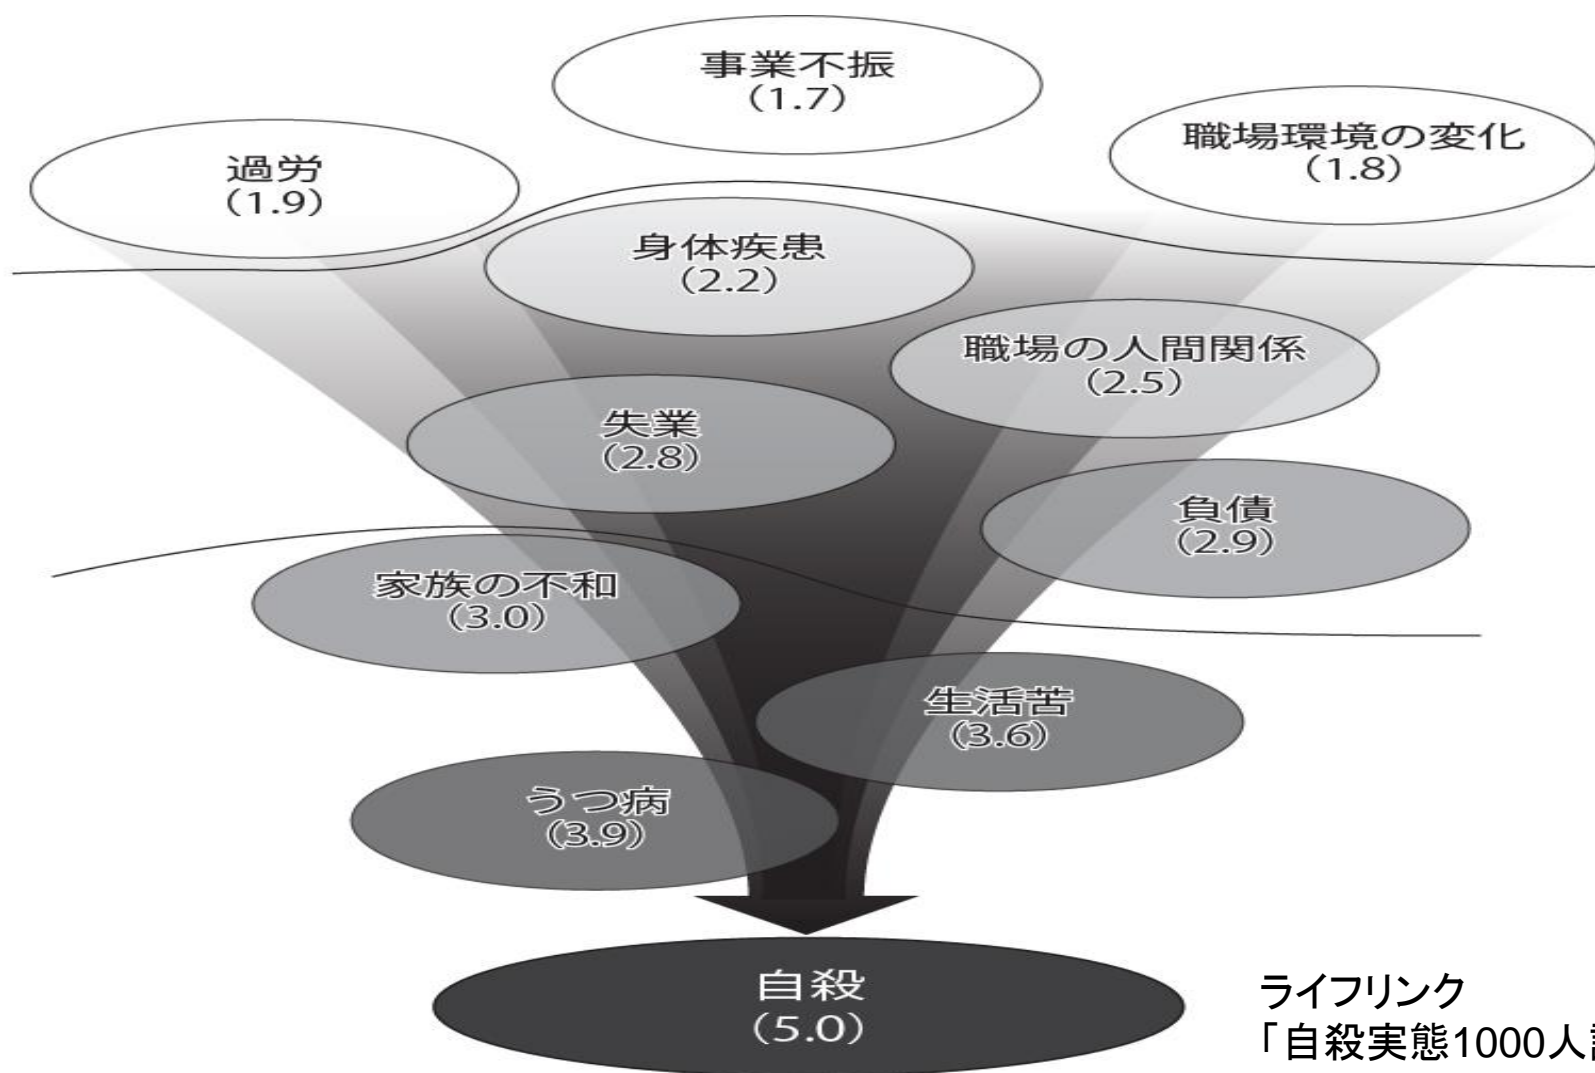 事業不振
(1.7)
職場環境の変化
(1.8)
過労
(1.9)
身体疾患
(2.2)
職場の人間関係
(2.5)
失業
(2.8)
負債
(2.9)
家族の不和
(3.0)
生活苦
(3.6)
うつ病
(3.9)
自殺
(5.0)
ライフリンク
「自殺実態1000人